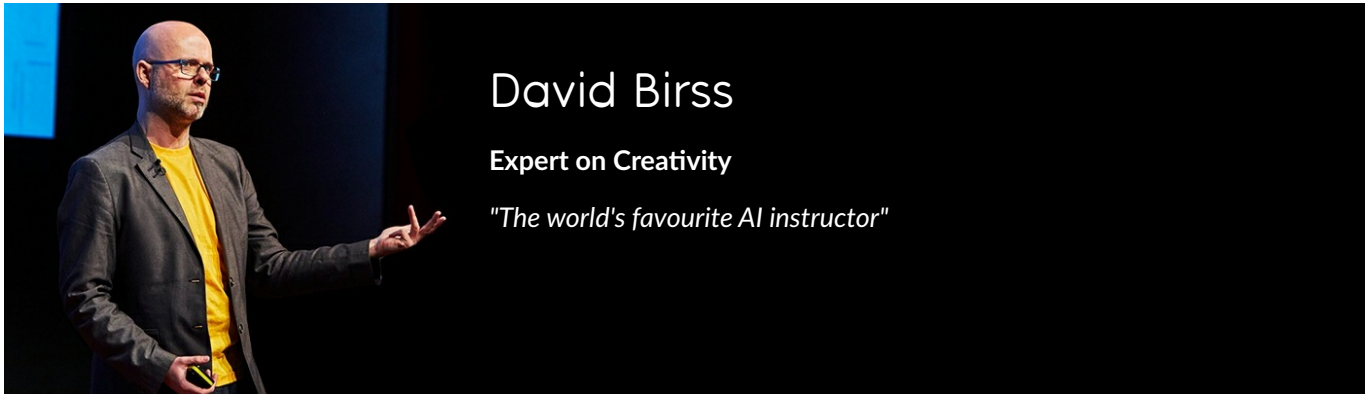 David Birss
Expert on Creativity
"The world's favourite AI instructor"